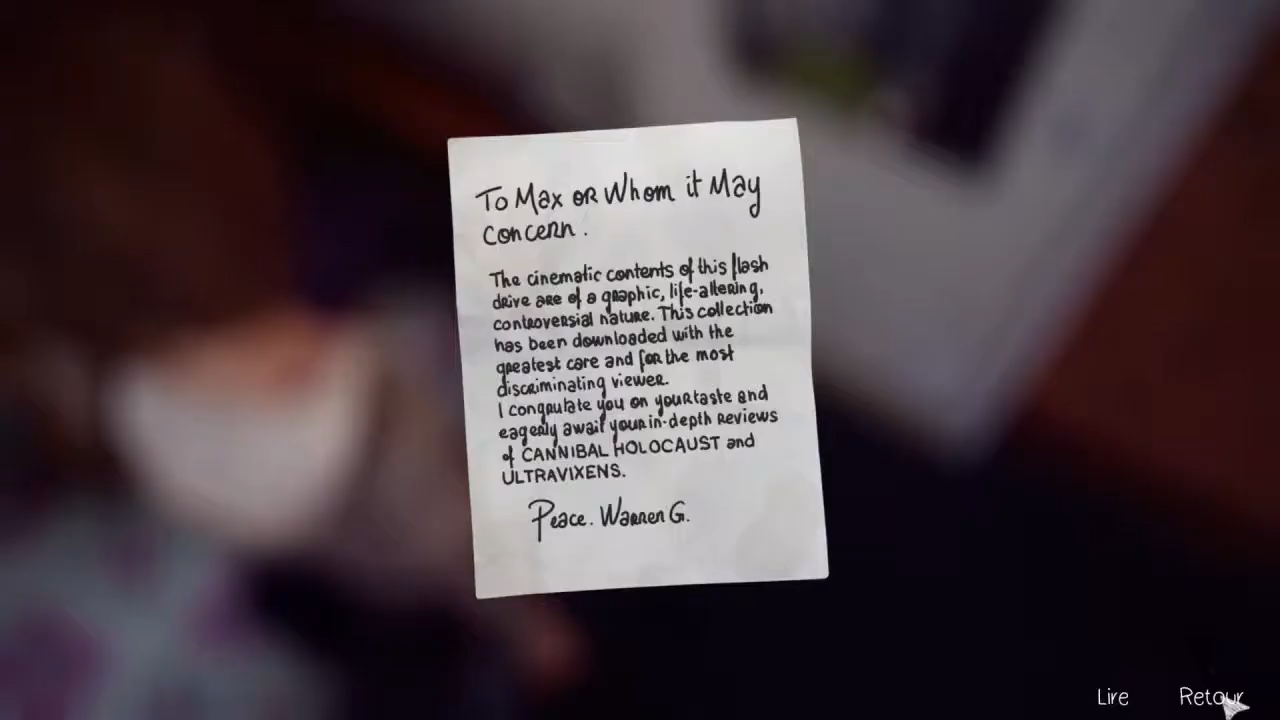 To Max or Whom it May
Concern.
The cinematic contents of this flash
drive are of a graphic, life-altering,
controversial nature. This collection
has been downloaded with the
greatest care and for the most
discriminating viewer.
I congrulate you on your taste and
eagerly await your in-depth reviews
of CANNIBAL HOLOCAUST and
ULTRAVIXENS.
Peace. Warren G.
Lire Retour